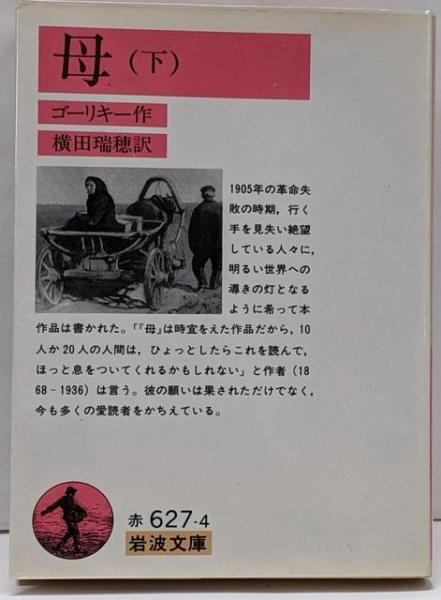 母（下）
ゴーリキー作
横田瑞穂訳
1905年の革命失
敗の時期，行く
手を見失い絶望
している人々に，
明るい世界への
導きの灯となる
ように希って本
作品は書かれた。「『母』は時宜をえた作品だから，10
人か20人の人間は，ひょっとしたらこれを読んで，
ほっと息をついてくれるかもしれない」と作者（18
68－1936）は言う。彼の願いは果されただけでなく，
今も多くの愛読者をかちえている。
赤 627-4
岩波文庫